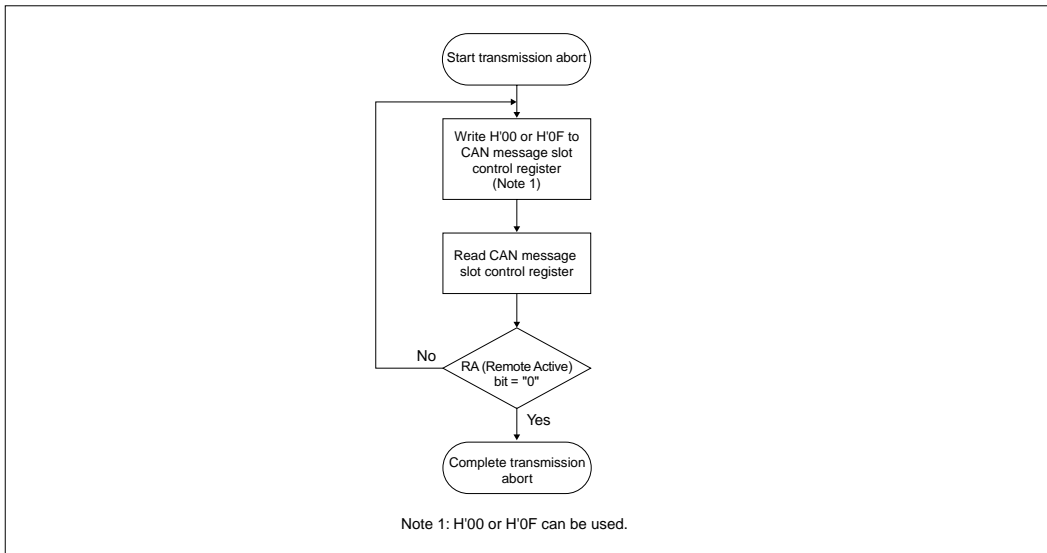 Start transmission abort
Write H'00 or H'0F to
CAN message slot
control register
(Note 1)
Read CAN message
slot control register
No
RA (Remote Active)
bit = "0"
Yes
Complete transmission
abort
Note 1: H'00 or H'0F can be used.